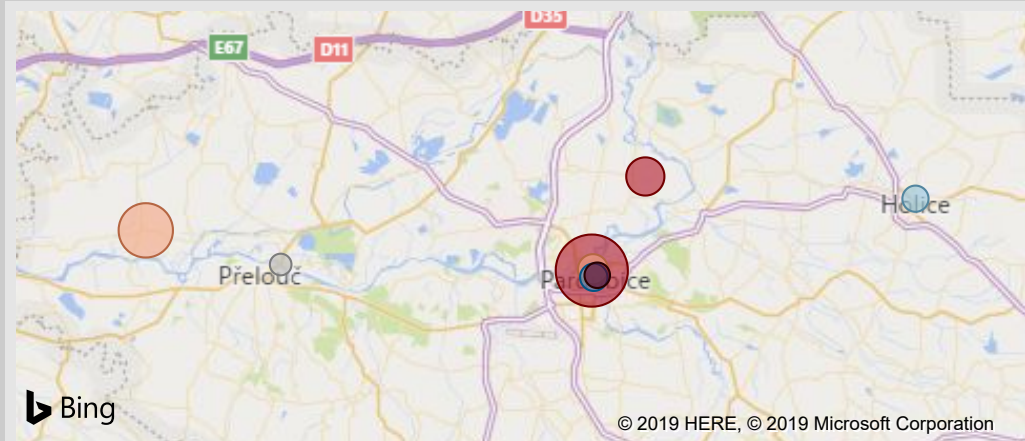 D35
E67
D11
Holice
Přelouč
Pardubice
Bing
© 2019 HERE, © 2019 Microsoft Corporation